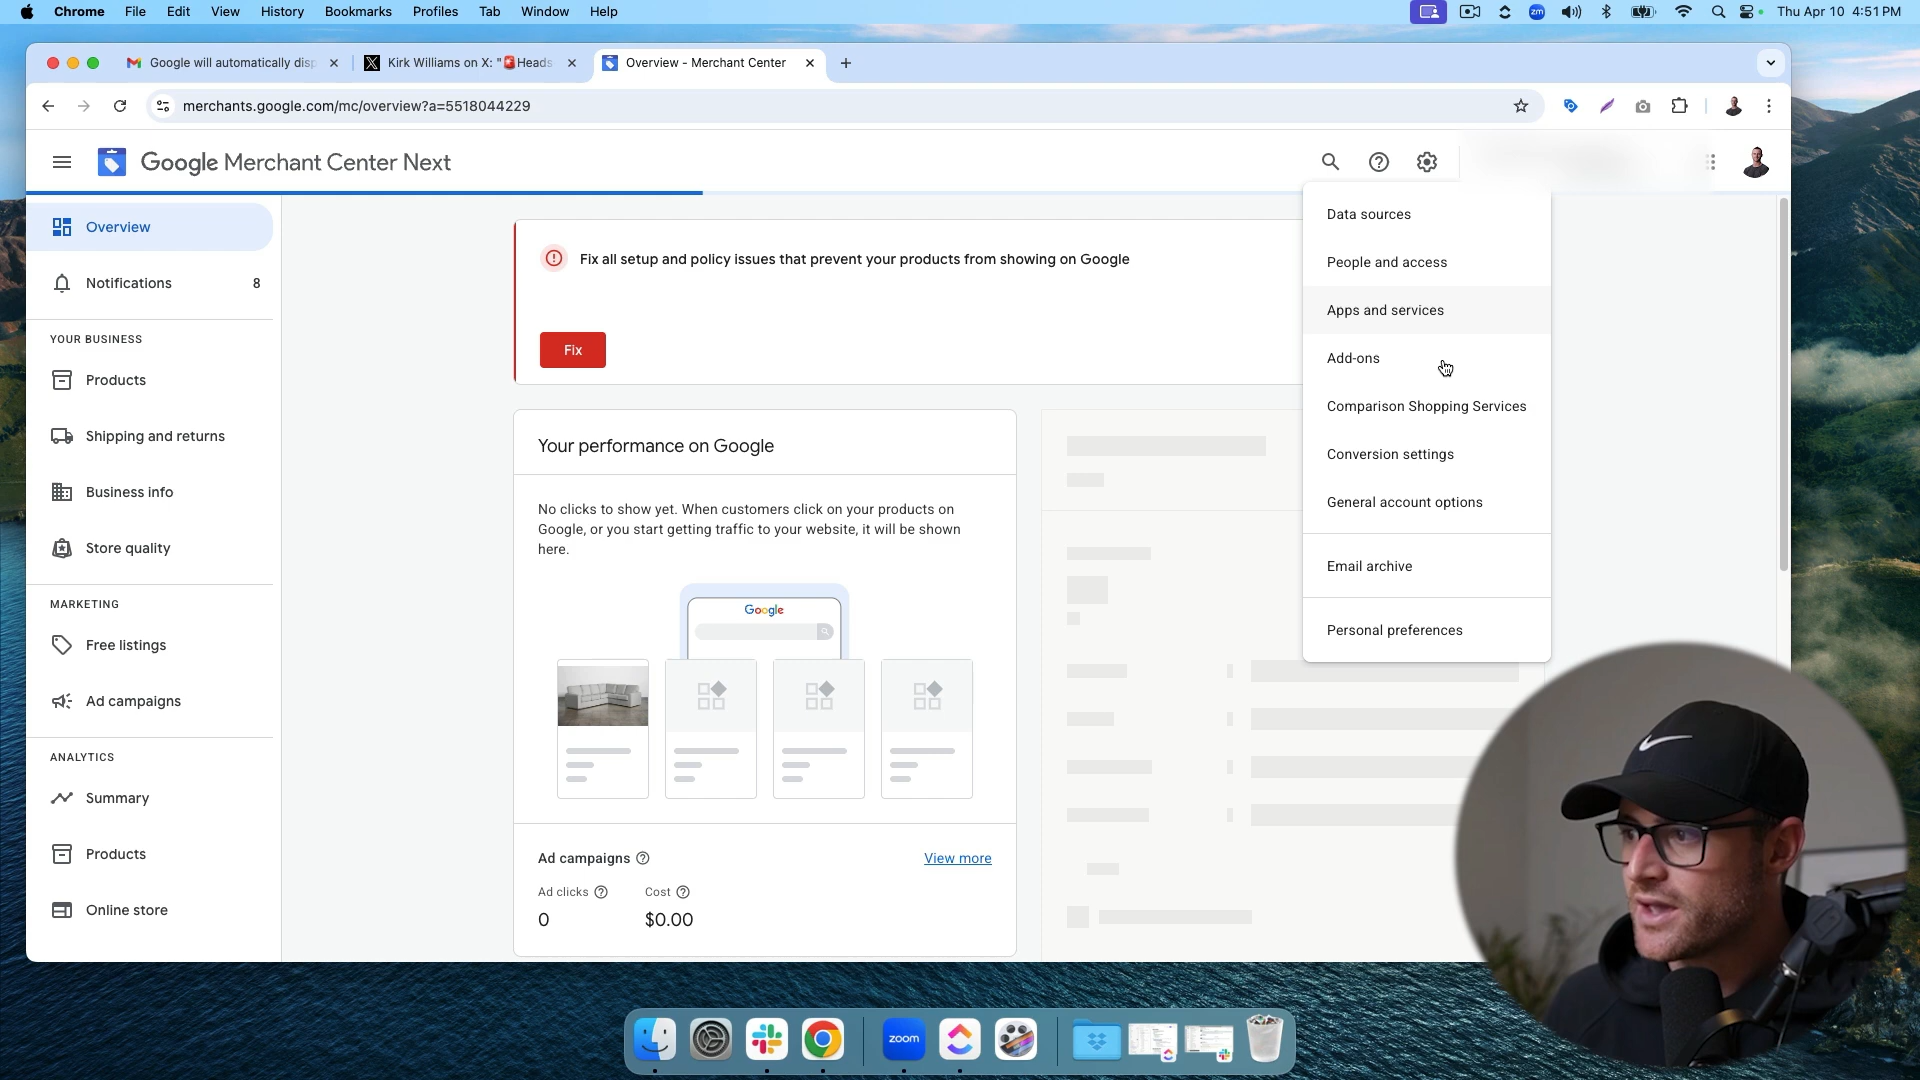 Chrome File Edit View History Bookmarks Profiles Tab Window Help
zm Thu Apr 10 4:51 PM
Google will automatically disp
Kirk Williams on X: "🚨Heads
Overview - Merchant Center
merchants.google.com/mc/overview?a=5518044229
Google Merchant Center Next
Overview
Notifications 8
YOUR BUSINESS
Products
Shipping and returns
Business info
Store quality
MARKETING
Free listings
Ad campaigns
ANALYTICS
Summary
Products
Online store
Fix all setup and policy issues that prevent your products from showing on Google
Fix
Your performance on Google
No clicks to show yet. When customers click on your products on
Google, or you start getting traffic to your website, it will be shown
here.
Google
Ad campaigns
View more
Ad clicks
Cost
0
$0.00
Data sources
People and access
Apps and services
Add-ons
Comparison Shopping Services
Conversion settings
General account options
Email archive
Personal preferences
zoom